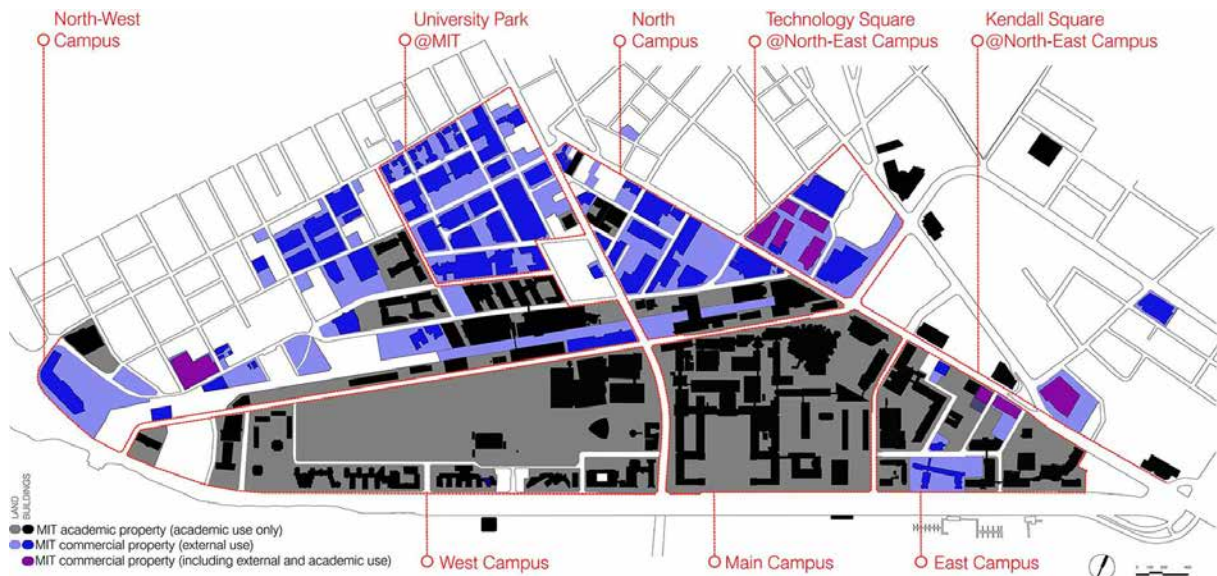 North-West
Campus
University Park
@MIT
North
Campus
Technology Square
@North-East Campus
Kendall Square
@North-East Campus
LAND
BUILDINGS
MIT academic property (academic use only)
MIT commercial property (external use)
MIT commercial property (including external and academic use)
West Campus
Main Campus
East Campus